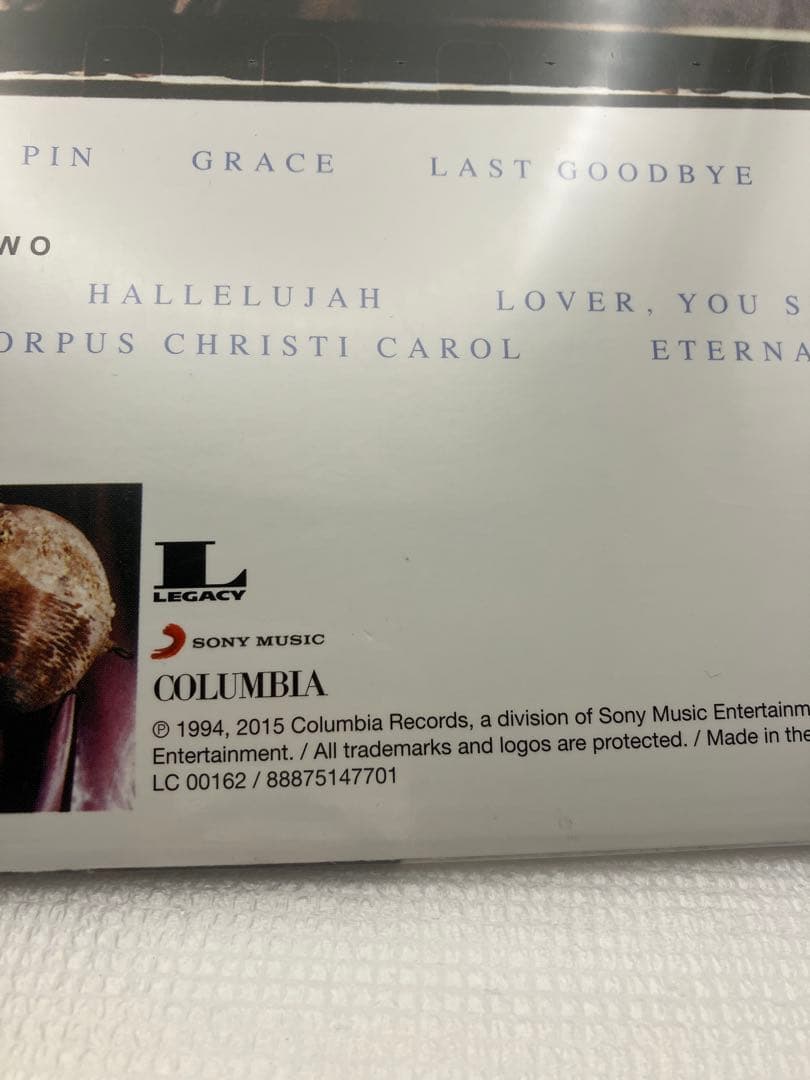 PIN GRACE LAST GOODBYE
WO
HALLELUJAH LOVER, YOU S
ORPUS CHRISTI CAROL ETERNA
L
LEGACY
SONY MUSIC
COLUMBIA
℗ 1994, 2015 Columbia Records, a division of Sony Music Entertainm
Entertainment. / All trademarks and logos are protected. / Made in the
LC 00162 / 88875147701